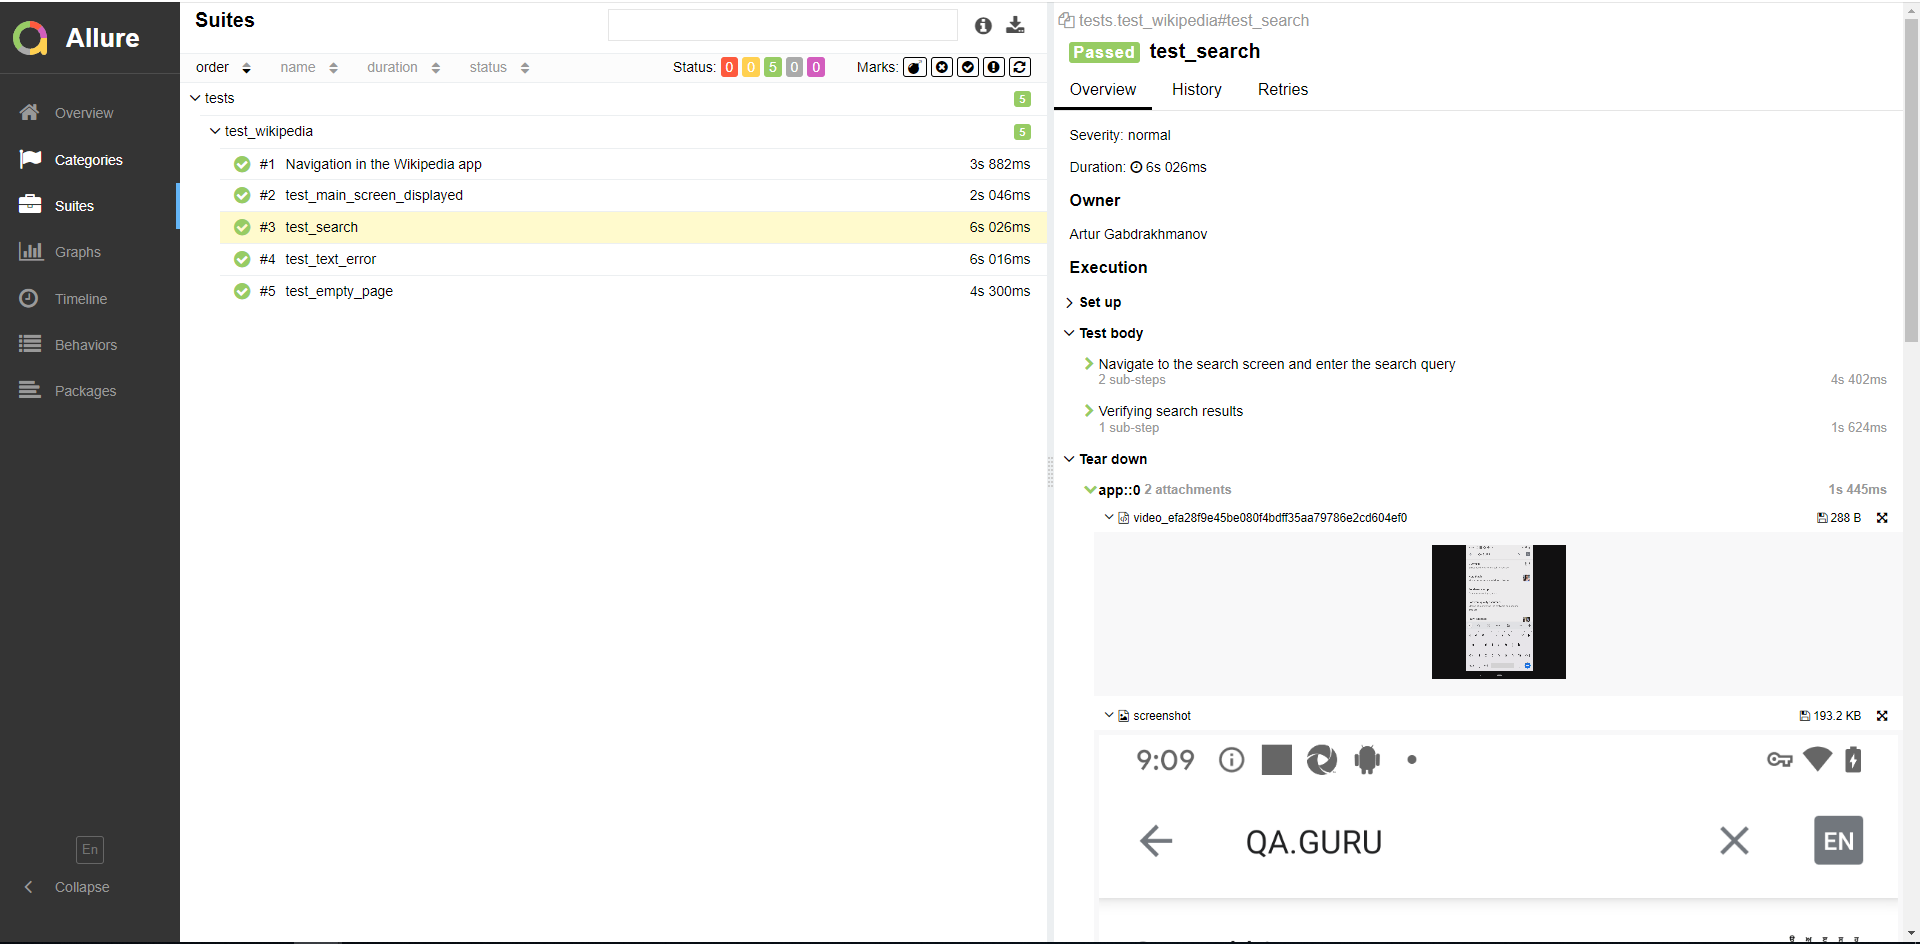 Allure
Overview
Categories
Suites
Graphs
Timeline
Behaviors
Packages
En
Collapse
Suites
order name duration status
Status: 0 0 5 0 0 Marks:
tests 5
test_wikipedia 5
#1 Navigation in the Wikipedia app 3s 882ms
#2 test_main_screen_displayed 2s 046ms
#3 test_search 6s 026ms
#4 test_text_error 6s 016ms
#5 test_empty_page 4s 300ms
tests.test_wikipedia#test_search
Passed test_search
Overview History Retries
Severity: normal
Duration: 6s 026ms
Owner
Artur Gabdrakhmanov
Execution
Set up
Test body
Navigate to the search screen and enter the search query
2 sub-steps 4s 402ms
Verifying search results
1 sub-step 1s 624ms
Tear down
app::0 2 attachments 1s 445ms
video_efa28f9e45be080f4bdff35aa79786e2cd604ef0 288 B
screenshot 193.2 KB
9:09
QA.GURU EN